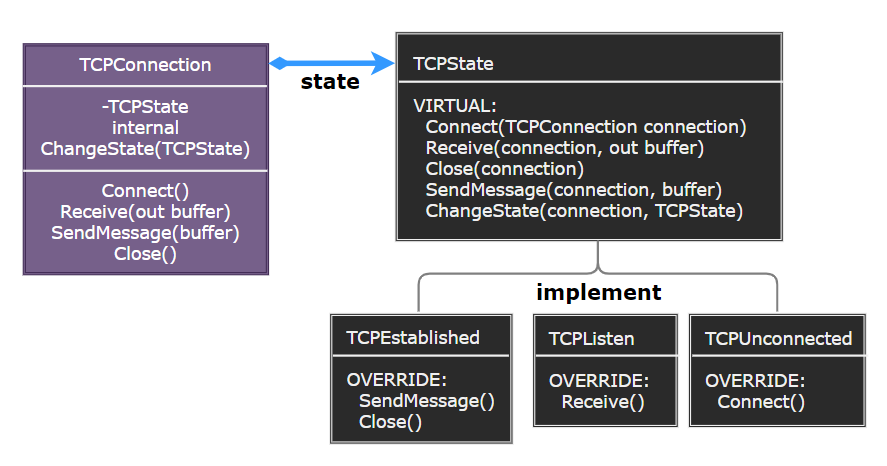 TCPConnection
-TCPState
internal
ChangeState(TCPState)
Connect()
Receive(out buffer)
SendMessage(buffer)
Close()
state
TCPState
VIRTUAL:
Connect(TCPConnection connection)
Receive(connection, out buffer)
Close(connection)
SendMessage(connection, buffer)
ChangeState(connection, TCPState)
implement
TCPEstablished
OVERRIDE:
SendMessage()
Close()
TCPListen
OVERRIDE:
Receive()
TCPUnconnected
OVERRIDE:
Connect()